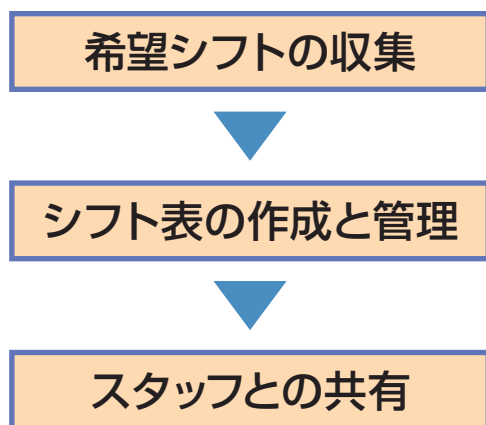 希望シフトの収集
シフト表の作成と管理
スタッフとの共有